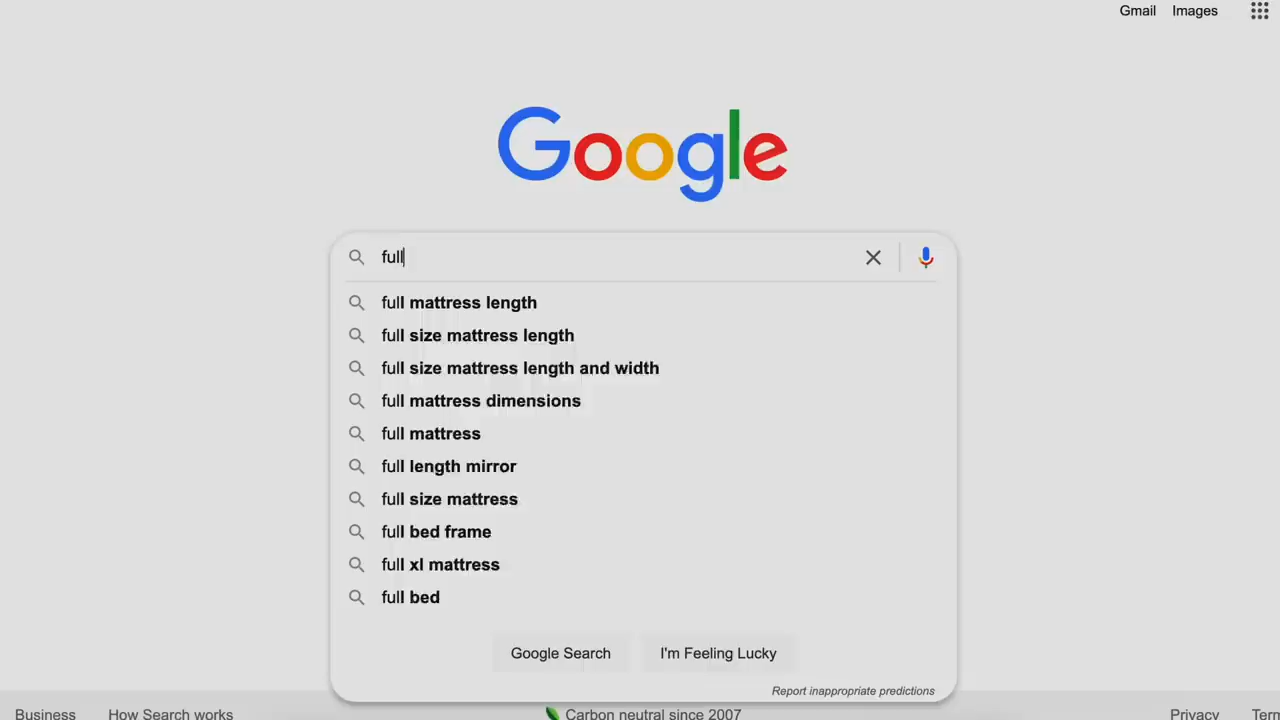 Gmail Images
Google
full
full mattress length
full size mattress length
full size mattress length and width
full mattress dimensions
full mattress
full length mirror
full size mattress
full bed frame
full xl mattress
full bed
Google Search I'm Feeling Lucky
Report inappropriate predictions
Business How Search works Carbon neutral since 2007 Privacy Term